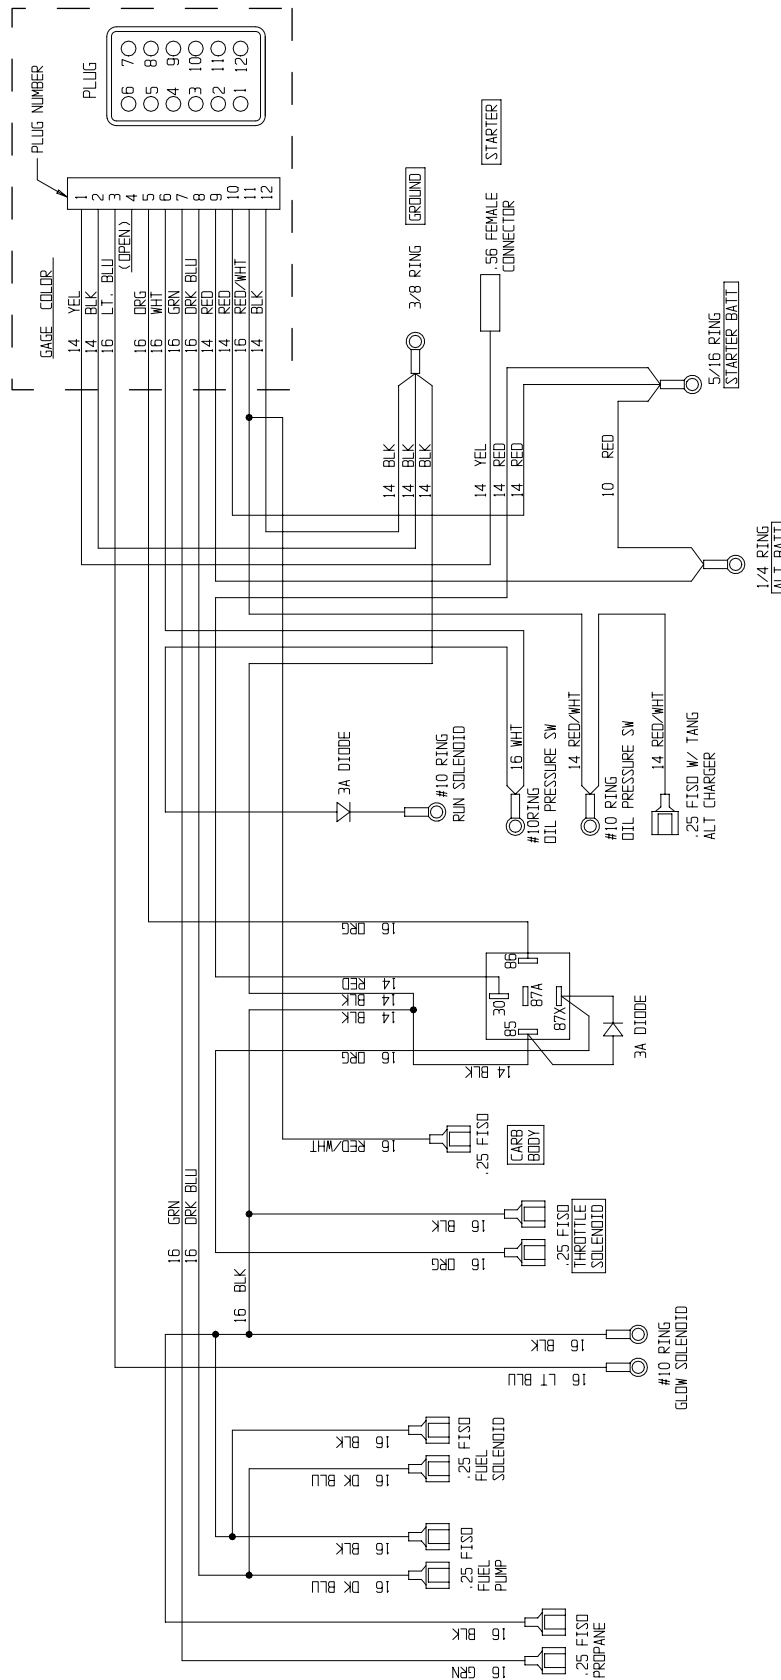 PLUG
7 8 9 10 11 12
6 5 4 3 2 1
PLUG NUMBER
1
2
3
4
5
6
7
8
9
10
11
12
(OPEN)
GAGE COLOR
14 YEL
14 BLK
16 LT. BLU
16 ORG
16 WHT
16 GRN
16 DRK BLU
14 RED
14 RED
16 RED/WHT
14 BLK
3/8 RING
GROUND
.56 FEMALE
CONNECTOR
STARTER
14 BLK
14 BLK
14 BLK
14 YEL
14 RED
14 RED
10 RED
5/16 RING
STARTER BATT
1/4 RING
ALT BATT
3A DIODE
#10 RING
RUN SOLENOID
16 WHT
#10RING
OIL PRESSURE SW
14 RED/WHT
#10 RING
OIL PRESSURE SW
14 RED/WHT
.25 FISO W/ TANG
ALT CHARGER
16 ORG
14 RED
14 BLK
14 BLK
16 ORG
14 BLK
86
30
87A
85
87X
3A DIODE
16 RED/WHT
.25 FISO
CARB
BODY
16 GRN
16 DRK BLU
16 BLK
16 BLK
16 ORG
.25 FISO
THROTTLE
SOLENOID
16 BLK
16 LT BLU
#10 RING
GLOW SOLENOID
16 BLK
16 DK BLU
.25 FISO
FUEL
SOLENOID
16 BLK
16 DK BLU
.25 FISO
FUEL
PUMP
16 BLK
16 GRN
.25 FISO
PROPANE